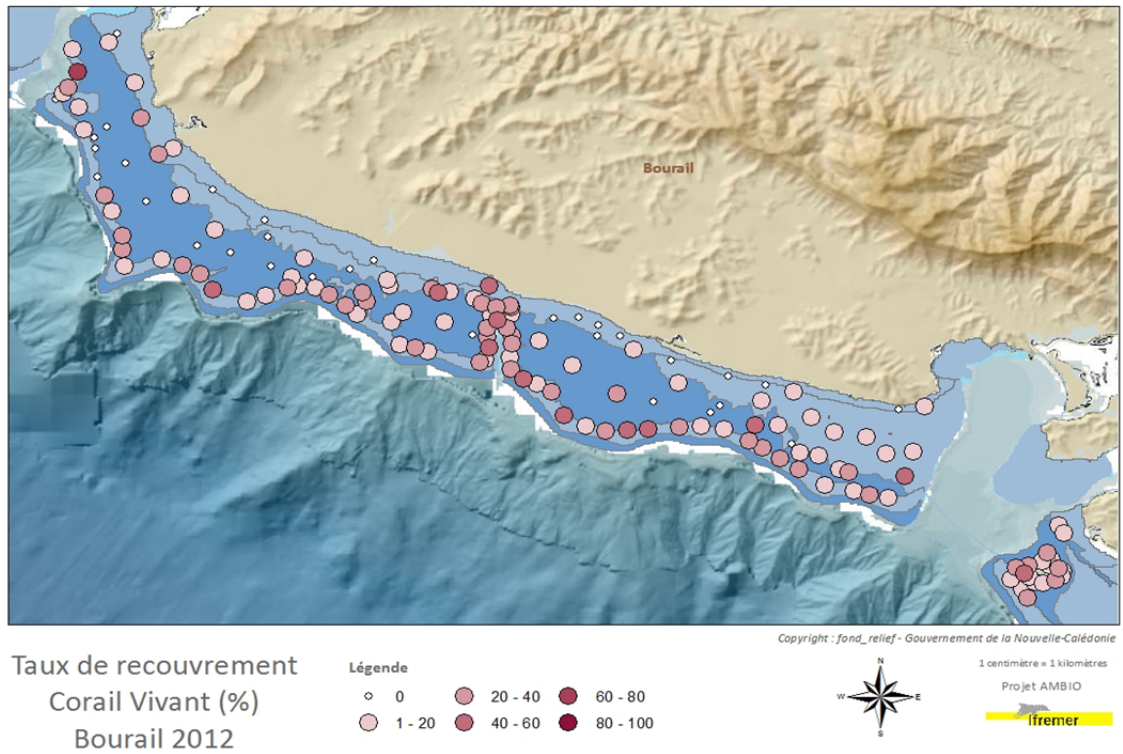 Bourail
Copyright : fond_relief - Gouvernement de la Nouvelle-Calédonie
Taux de recouvrement
Corail Vivant (%)
Bourail 2012
Légende
0
1 - 20
20 - 40
40 - 60
60 - 80
80 - 100
N
W
E
S
1 centimètre = 1 kilomètres
Projet AMBIO
Ifremer